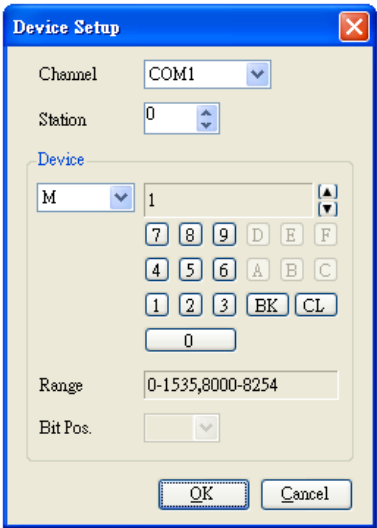 Device Setup
Channel COM1
Station 0
Device
M 1
7 8 9 D E F
4 5 6 A B C
1 2 3 BK CL
0
Range 0-1535,8000-8254
Bit Pos.
OK Cancel